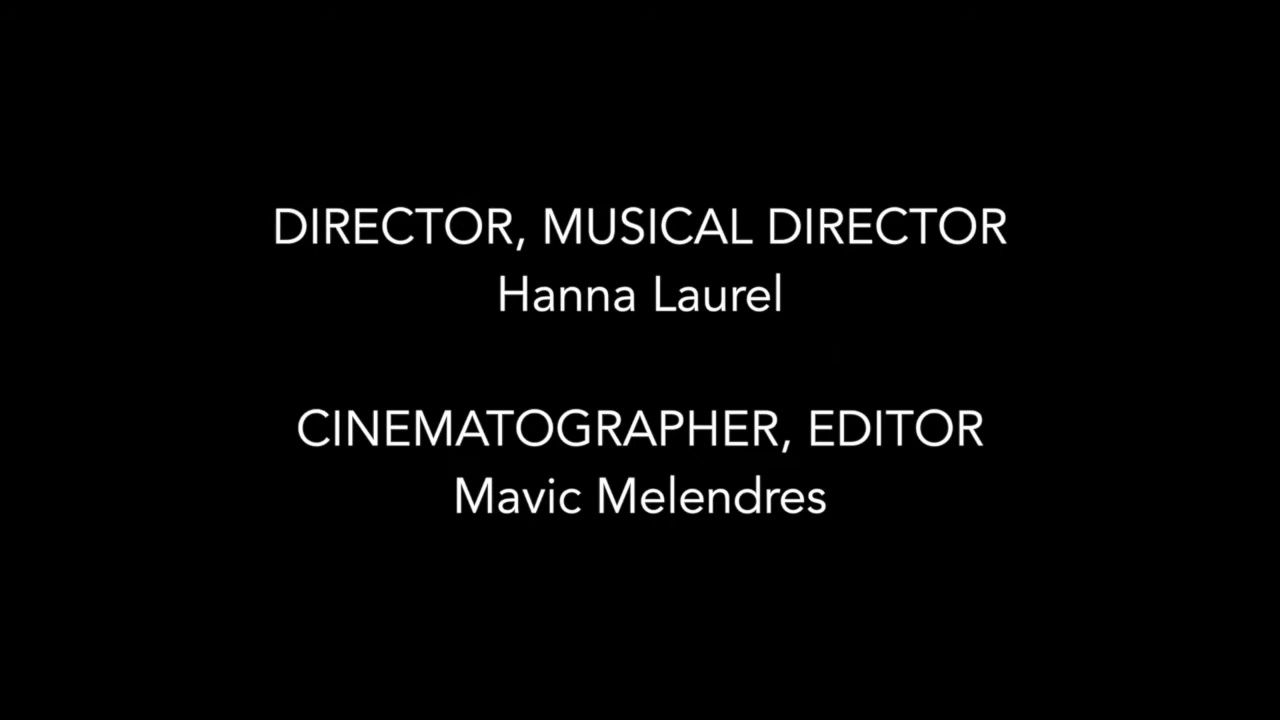 DIRECTOR, MUSICAL DIRECTOR
Hanna Laurel
CINEMATOGRAPHER, EDITOR
Mavic Melendres